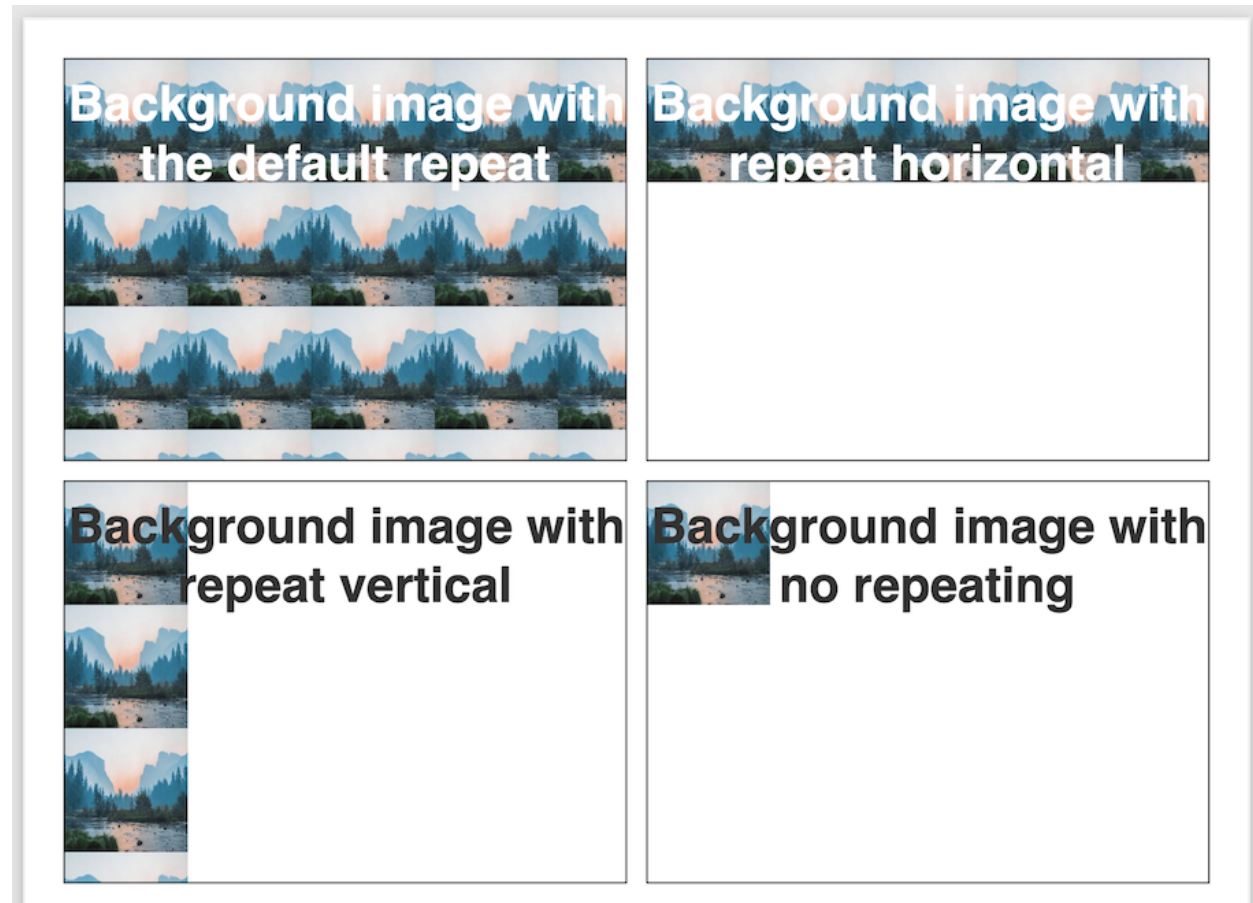 Background image with
the default repeat
Background image with
repeat horizontal
Background image with
repeat vertical
Background image with
no repeating